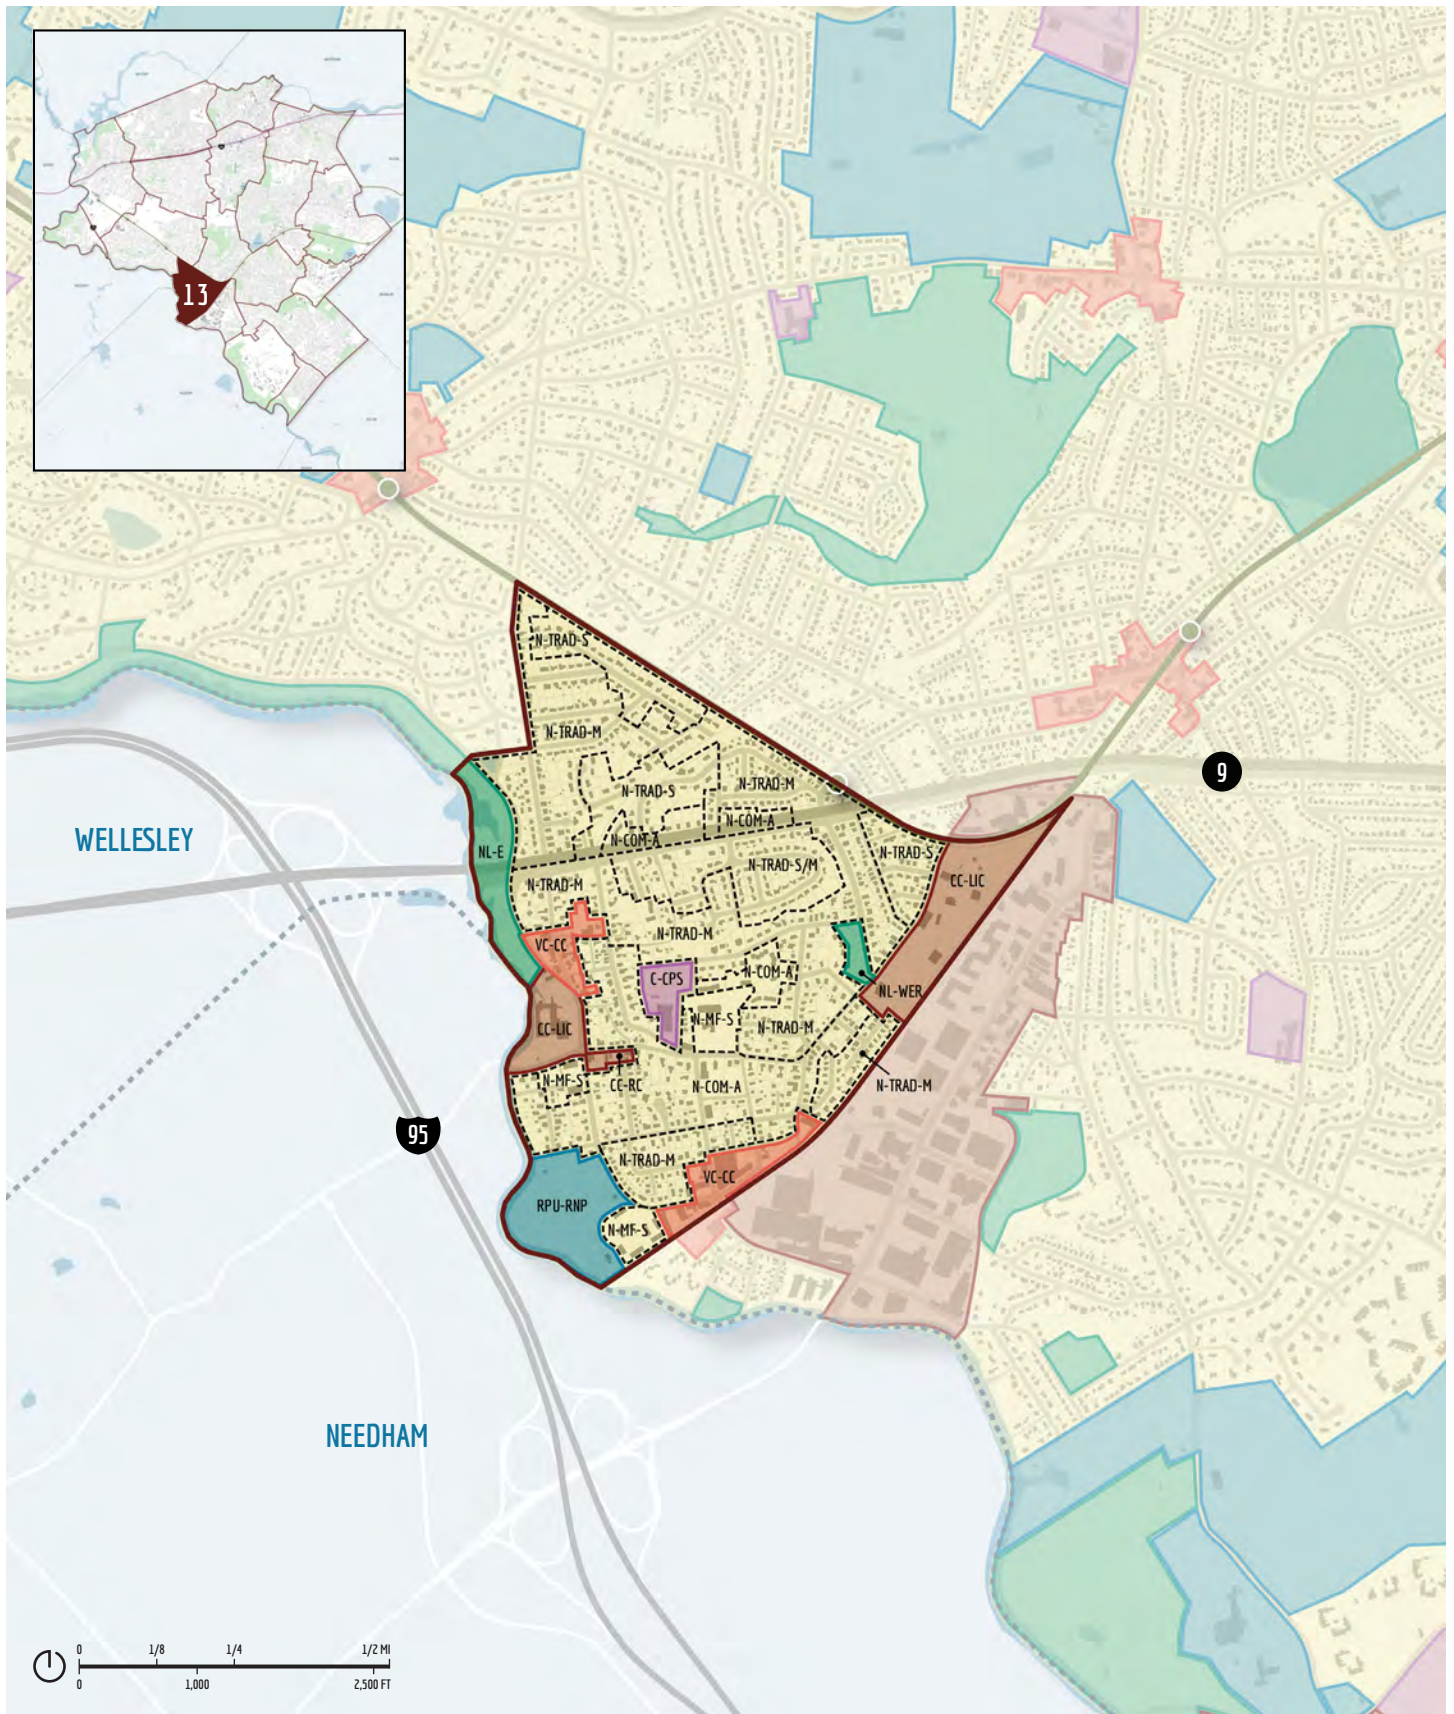 13
N-TRAD-S
N-TRAD-M
9
N-TRAD-S
N-TRAD-M
N-COM-A
WELLESLEY
N-COM-A
NL-E
N-TRAD-S
N-TRAD-S/M
CC-LIC
N-TRAD-M
N-TRAD-M
VC-CC
N-COM-A
C-CPS
NL-WER
N-MF-S
N-TRAD-M
CC-LIC
N-MF-S
CC-RC
N-COM-A
N-TRAD-M
95
N-TRAD-M
VC-CC
RPU-RNP
N-MF-S
NEEDHAM
0 1/8 1/4 1/2 MI
0 1,000 2,500 FT